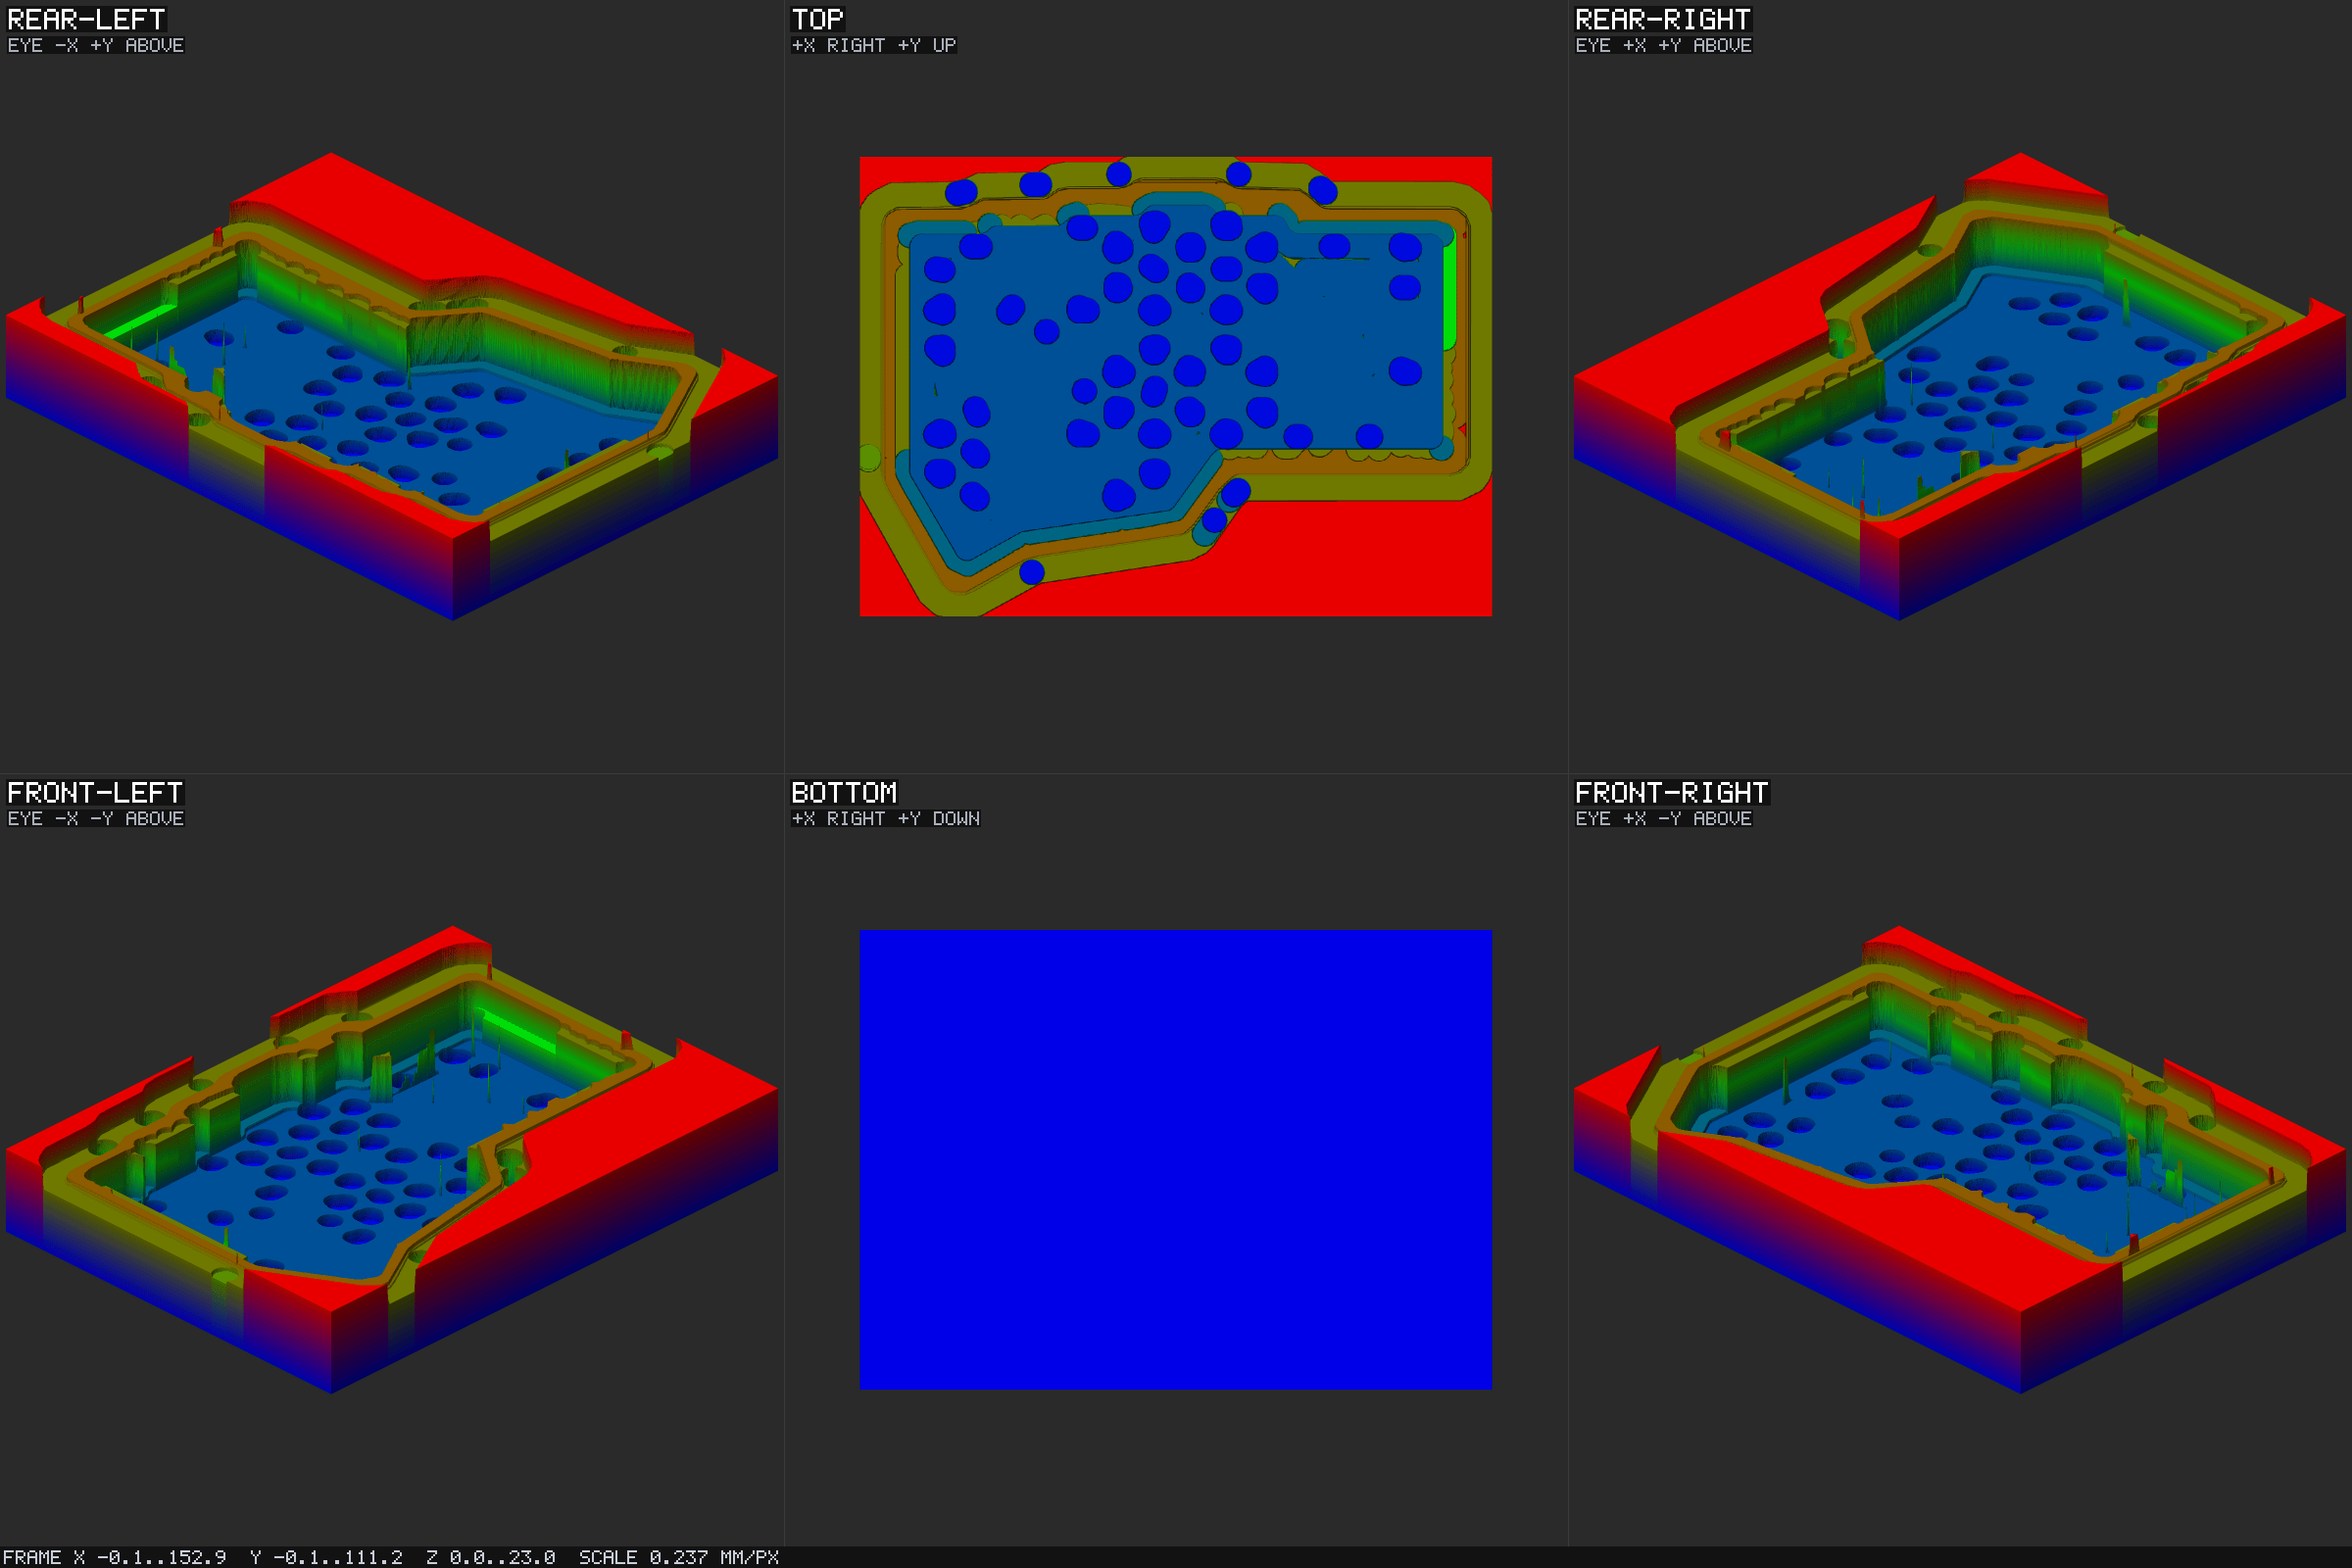 REAR-LEFT
EYE -X +Y ABOVE
TOP
+X RIGHT +Y UP
REAR-RIGHT
EYE +X +Y ABOVE
FRONT-LEFT
EYE -X -Y ABOVE
BOTTOM
+X RIGHT +Y DOWN
FRONT-RIGHT
EYE +X -Y ABOVE
FRAME X -0.1..152.9 Y -0.1..111.2 Z 0.0..23.0 SCALE 0.237 MM/PX